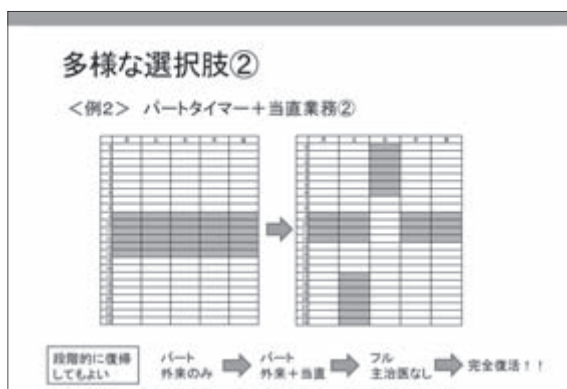 多様な選択肢②
＜例2＞ パートタイマー＋当直業務②
段階的に復帰
してもよい
パート
外来のみ
パート
外来＋当直
フル
主治医なし
完全復活！！